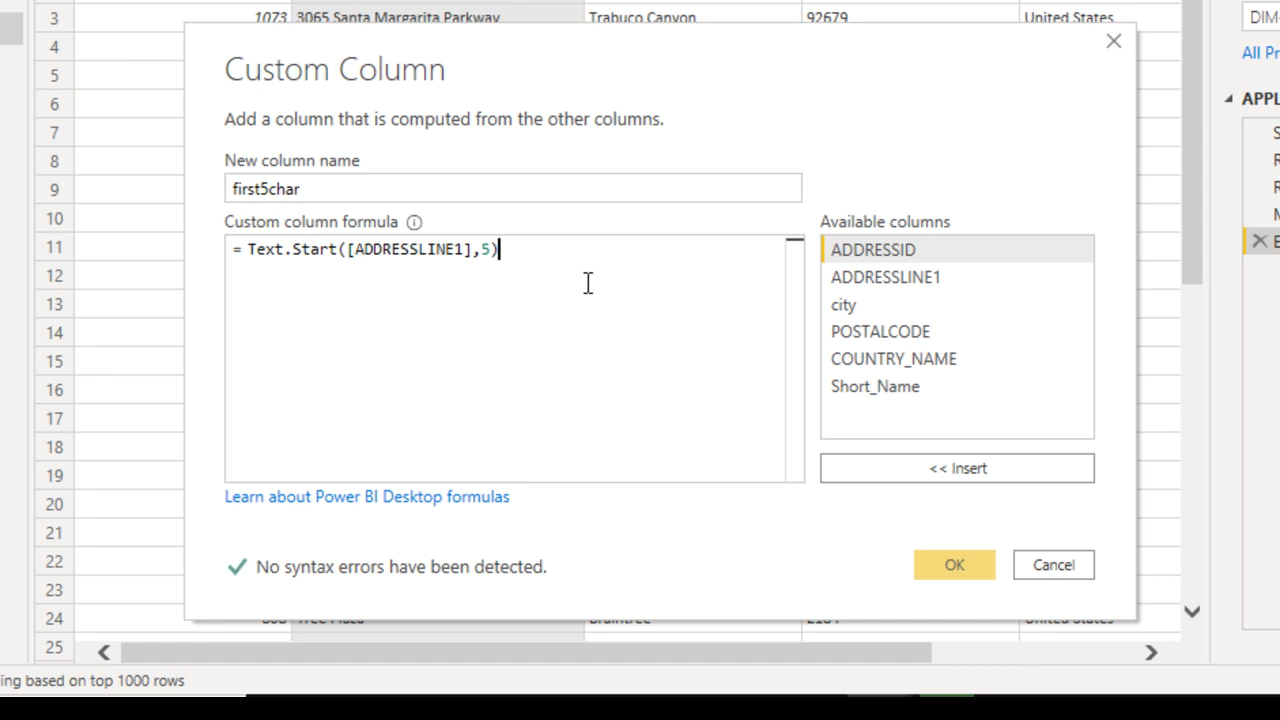 3 1073 3065 Santa Margarita Parkway Trabuco Canyon 92679 United States
DIM-
4
All Pr
5
6
APPL
7
8
9
10
11
12
13
14
15
16
17
18
19
20
21
22
23
24
25
Custom Column
Add a column that is computed from the other columns.
New column name
first5char
Custom column formula
= Text.Start([ADDRESSLINE1],5)
Available columns
ADDRESSID
ADDRESSLINE1
city
POSTALCODE
COUNTRY_NAME
Short_Name
<< Insert
Learn about Power BI Desktop formulas
No syntax errors have been detected.
OK
Cancel
ing based on top 1000 rows